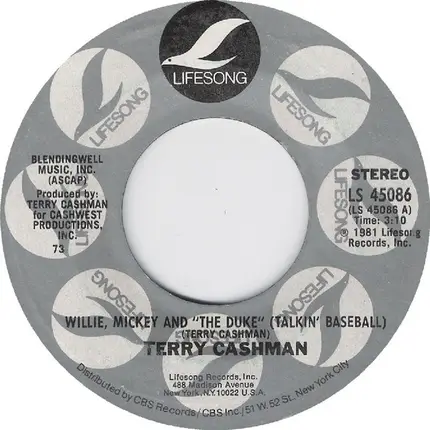 LIFESONG
LIFESONG
LIFESONG
BLENDINGWELL
MUSIC, INC.
(ASCAP)
Produced by:
TERRY CASHMAN
for CASHWEST
PRODUCTIONS,
INC.
73
STEREO
LS 45086
(LS 45086 A)
Time: 3:10
℗ 1981 Lifesong
Records, Inc.
LIFESONG
LIFESONG
LIFESONG
WILLIE, MICKEY AND "THE DUKE" (TALKIN' BASEBALL)
(TERRY CASHMAN)
TERRY CASHMAN
Lifesong Records, Inc.
488 Madison Avenue
New York, N.Y. 10022 U.S.A.
Distributed by CBS Records/CBS Inc./51 W. 52 St. New York City